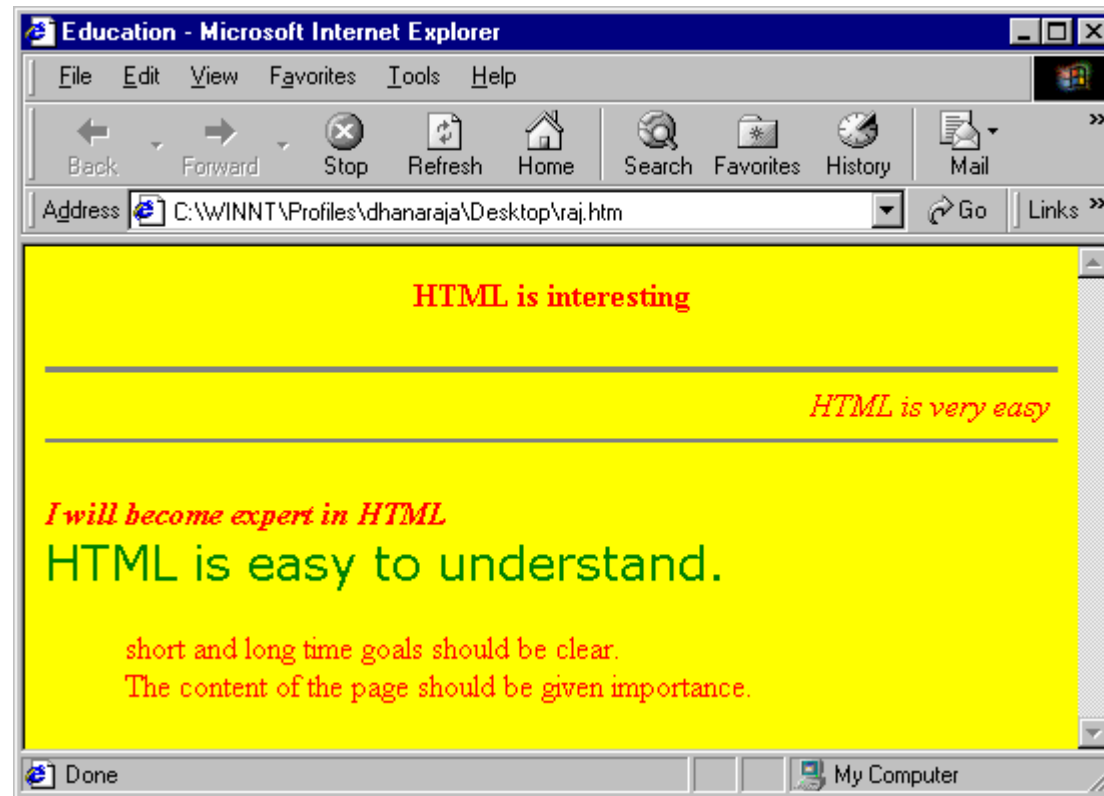 Education - Microsoft Internet Explorer
File Edit View Favorites Tools Help
Back Forward Stop Refresh Home Search Favorites History Mail »
Address C:\WINNT\Profiles\dhanaraja\Desktop\raj.htm Go Links »
HTML is interesting
HTML is very easy
I will become expert in HTML
HTML is easy to understand.
short and long time goals should be clear.
The content of the page should be given importance.
Done My Computer